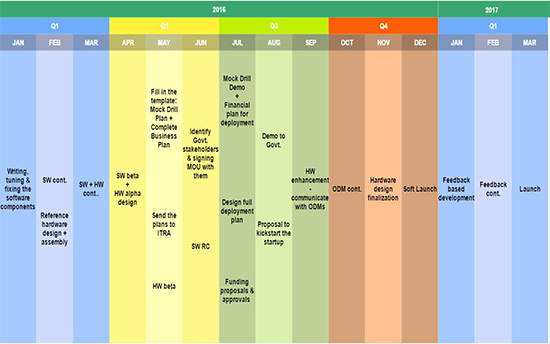 2016
2017
Q1
Q2
Q3
Q4
Q1
JAN
FEB
MAR
APR
MAY
JUN
JUL
AUG
SEP
OCT
NOV
DEC
JAN
FEB
MAR
Writing,
tuning &
fixing the
software
components
SW cont.
Reference
hardware
design +
assembly
SW + HW
cont..
SW beta
+
HW alpha
design
Fill in the
template:
Mock Drill
Plan +
Complete
Business
Plan
Send the
plans to
ITRA
HW beta
Identify
Govt.
stakeholders
& signing
MOU with
them
SW RC
Mock Drill
Demo
+
Financial
plan for
deployment
Design full
deployment
plan
Funding
proposals &
approvals
Demo to
Govt.
Proposal to
kickstart the
startup
HW
enhancement
-
communicate
with ODMs
ODM cont.
Hardware
design
finalization
Soft Launch
Feedback
based
development
Feedback
cont.
Launch